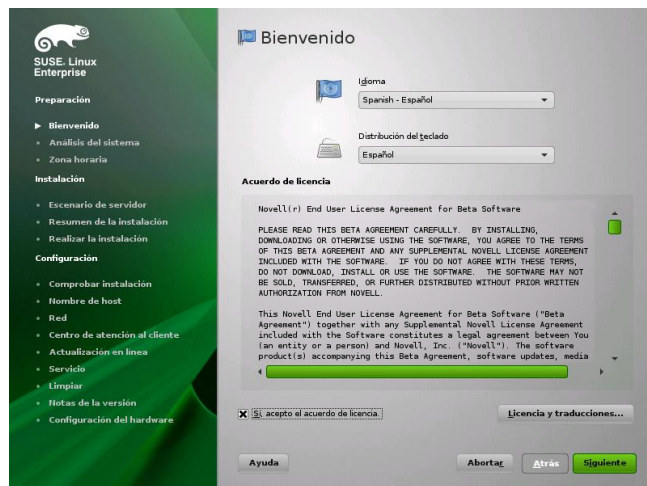 SUSE. Linux
Enterprise
Preparación
Bienvenido
Análisis del sistema
Zona horaria
Instalación
Escenario de servidor
Resumen de la instalación
Realizar la instalación
Configuración
Comprobar instalación
Nombre de host
Red
Centro de atención al cliente
Actualización en línea
Servicio
Limpiar
Notas de la versión
Configuración del hardware
Bienvenido
Idioma
Spanish - Español
Distribución del teclado
Español
Acuerdo de licencia
Novell(r) End User License Agreement for Beta Software
PLEASE READ THIS BETA AGREEMENT CAREFULLY. BY INSTALLING,
DOWNLOADING OR OTHERWISE USING THE SOFTWARE, YOU AGREE TO THE TERMS
OF THIS BETA AGREEMENT AND ANY SUPPLEMENTAL NOVELL LICENSE AGREEMENT
INCLUDED WITH THE SOFTWARE. IF YOU DO NOT AGREE WITH THESE TERMS,
DO NOT DOWNLOAD, INSTALL OR USE THE SOFTWARE. THE SOFTWARE MAY NOT
BE SOLD, TRANSFERRED, OR FURTHER DISTRIBUTED WITHOUT PRIOR WRITTEN
AUTHORIZATION FROM NOVELL.
This Novell End User License Agreement for Beta Software ("Beta
Agreement") together with any Supplemental Novell License Agreement
included with the Software constitutes a legal agreement between You
(an entity or a person) and Novell, Inc. ("Novell"). The software
product(s) accompanying this Beta Agreement, software updates, media
Sí, acepto el acuerdo de licencia.
Licencia y traducciones...
Ayuda
Abortar
Atrás
Siguiente